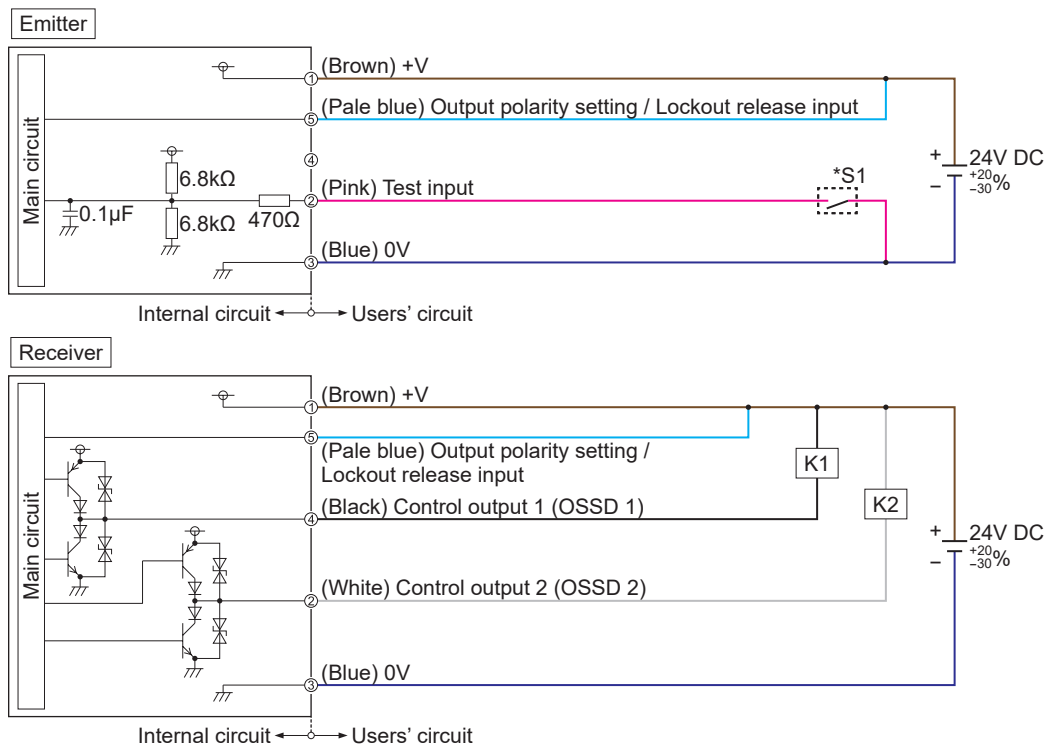 Emitter
Main circuit
① (Brown) +V
⑤ (Pale blue) Output polarity setting / Lockout release input
④
6.8kΩ
② (Pink) Test input
*S1
0.1μF
6.8kΩ
470Ω
③ (Blue) 0V
+ 24V DC
− +20 −30 %
Internal circuit
Users' circuit
Receiver
Main circuit
① (Brown) +V
⑤ (Pale blue) Output polarity setting /
Lockout release input
K1
④ (Black) Control output 1 (OSSD 1)
K2
② (White) Control output 2 (OSSD 2)
+ 24V DC
− +20 −30 %
③ (Blue) 0V
Internal circuit
Users' circuit